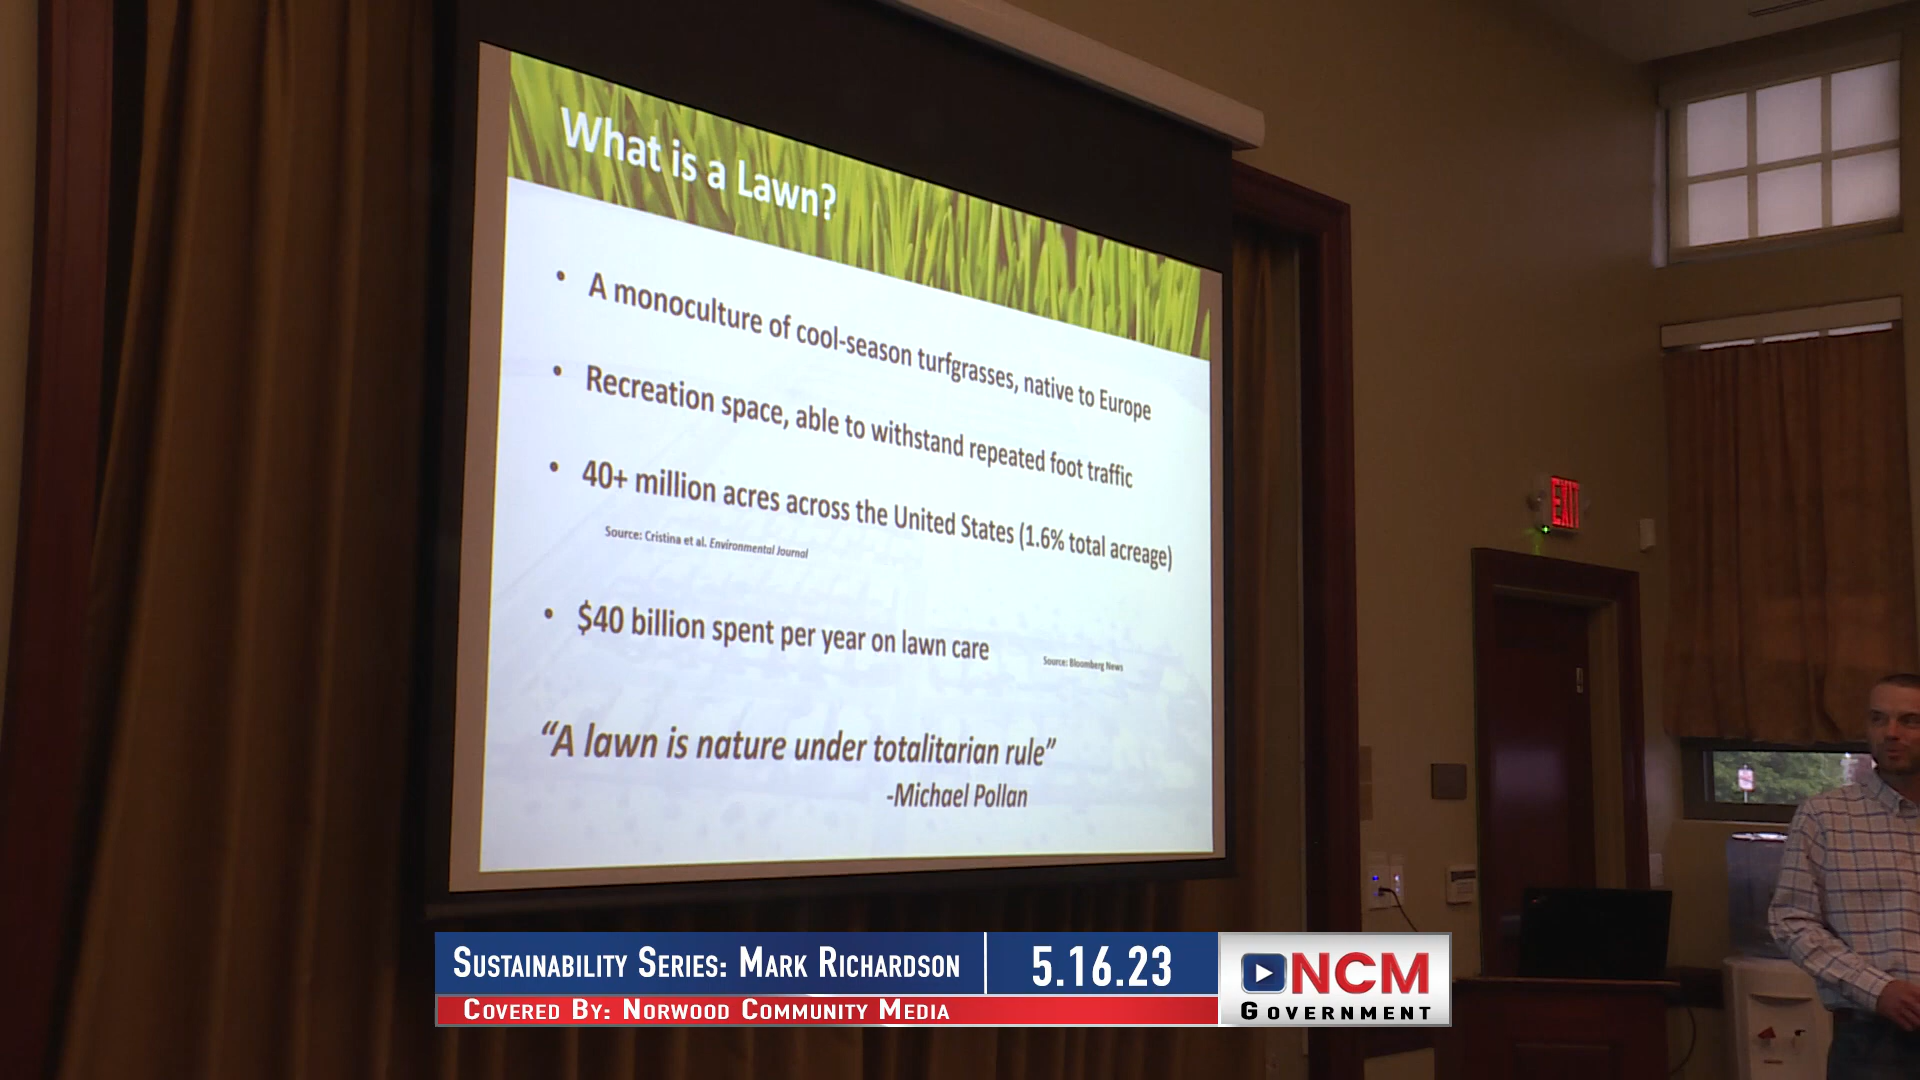 What is a Lawn?
• A monoculture of cool-season turfgrasses, native to Europe
• Recreation space, able to withstand repeated foot traffic
• 40+ million acres across the United States (1.6% total acreage)
Source: Cristina et al. Environmental Journal
• $40 billion spent per year on lawn care
Source: Bloomberg News
“A lawn is nature under totalitarian rule”
-Michael Pollan
EXIT
Sustainability Series: Mark Richardson
5.16.23
Covered By: Norwood Community Media
NCM
Government